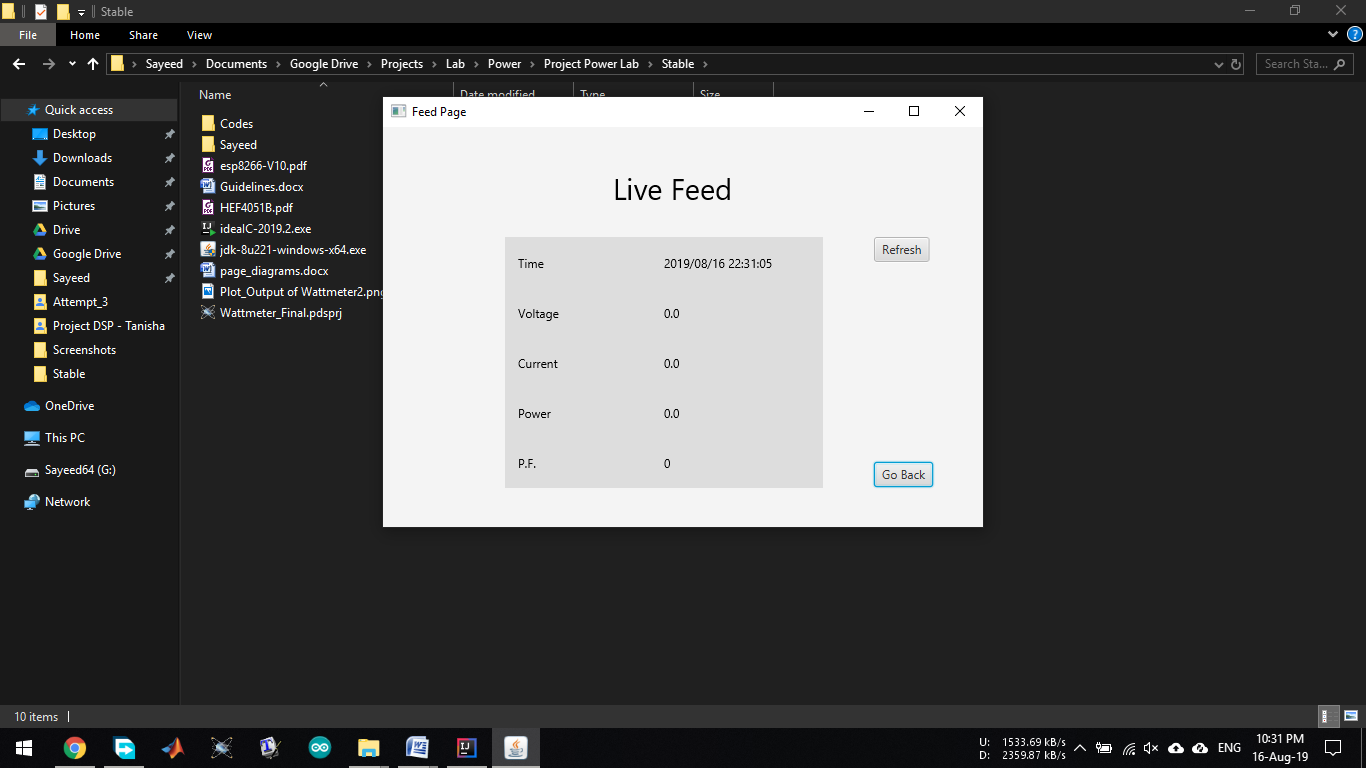 Stable
File Home Share View
Sayeed Documents Google Drive Projects Lab Power Project Power Lab Stable
Search Sta...
Name Date modified Type Size
Quick access
Desktop
Downloads
Documents
Pictures
Drive
Google Drive
Sayeed
Attempt_3
Project DSP - Tanisha
Screenshots
Stable
OneDrive
This PC
Sayeed64 (G:)
Network
Codes
Sayeed
esp8266-V10.pdf
Guidelines.docx
HEF4051B.pdf
ideaIC-2019.2.exe
jdk-8u221-windows-x64.exe
page_diagrams.docx
Plot_Output of Wattmeter2.png
Wattmeter_Final.pdsprj
Feed Page
Live Feed
Time 2019/08/16 22:31:05
Voltage 0.0
Current 0.0
Power 0.0
P.F. 0
Refresh
Go Back
10 items
U: 1533.69 kB/s
D: 2359.87 kB/s
ENG
10:31 PM
16-Aug-19